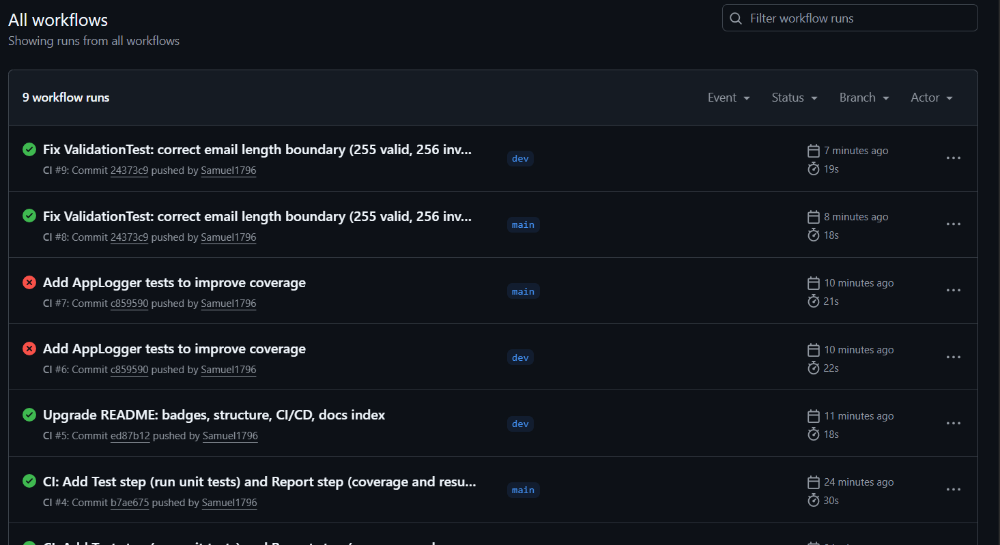 All workflows
Filter workflow runs
Showing runs from all workflows
9 workflow runs
Event
Status
Branch
Actor
Fix ValidationTest: correct email length boundary (255 valid, 256 inv...
dev
7 minutes ago
CI #9: Commit 24373c9 pushed by Samuel1796
19s
Fix ValidationTest: correct email length boundary (255 valid, 256 inv...
main
8 minutes ago
CI #8: Commit 24373c9 pushed by Samuel1796
18s
Add AppLogger tests to improve coverage
main
10 minutes ago
CI #7: Commit c859590 pushed by Samuel1796
21s
Add AppLogger tests to improve coverage
dev
10 minutes ago
CI #6: Commit c859590 pushed by Samuel1796
22s
Upgrade README: badges, structure, CI/CD, docs index
dev
11 minutes ago
CI #5: Commit ed87b12 pushed by Samuel1796
18s
CI: Add Test step (run unit tests) and Report step (coverage and resu...
main
24 minutes ago
CI #4: Commit b7ae675 pushed by Samuel1796
30s